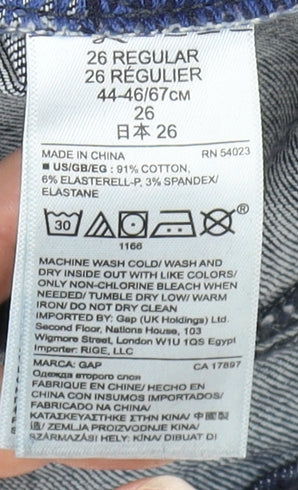 26 REGULAR
26 RÉGULIER
44-46/67CM
26
日本 26
MADE IN CHINA RN 54023
■ US/GB/EG : 91% COTTON,
6% ELASTERELL-P, 3% SPANDEX/
ELASTANE
30
®
1166
MACHINE WASH COLD/ WASH AND
DRY INSIDE OUT WITH LIKE COLORS/
ONLY NON-CHLORINE BLEACH WHEN
NEEDED/ TUMBLE DRY LOW/ WARM
IRON/ DO NOT DRY CLEAN
IMPORTED BY: Gap (UK Holdings) Ltd.
Second Floor, Nations House, 103
Wigmore Street, London W1U 1QS Egypt
Importer: RIGE, LLC
MARCA: GAP CA 17897
Одежда второго слоя
FABRIQUE EN CHINE/ HECHO EN
CHINA CON INSUMOS IMPORTADOS/
FABRICADO EM CHINA/
ΚΑΤΑΣΚΕΥΑΣΤΗΚΕ ΣΤΗΝ ΚΙΝΑ/ 中國製
造/ ZEMLJA PROIZVODNJE KINA/
SZÁRMAZÁSI HELY: KÍNA/ DIBUAT DI